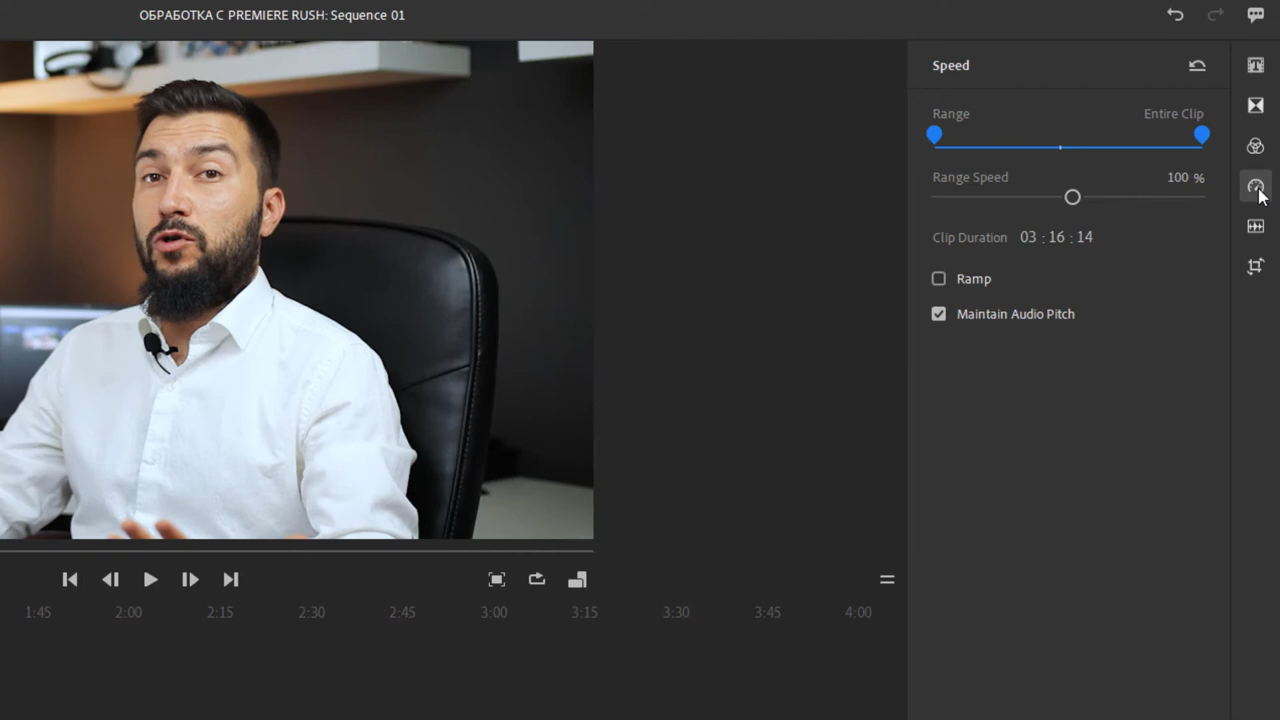 ОБРАБОТКА С PREMIERE RUSH: Sequence 01
Speed
Range Entire Clip
Range Speed 100 %
Clip Duration 03 : 16 : 14
Ramp
Maintain Audio Pitch
1:45 2:00 2:15 2:30 2:45 3:00 3:15 3:30 3:45 4:00